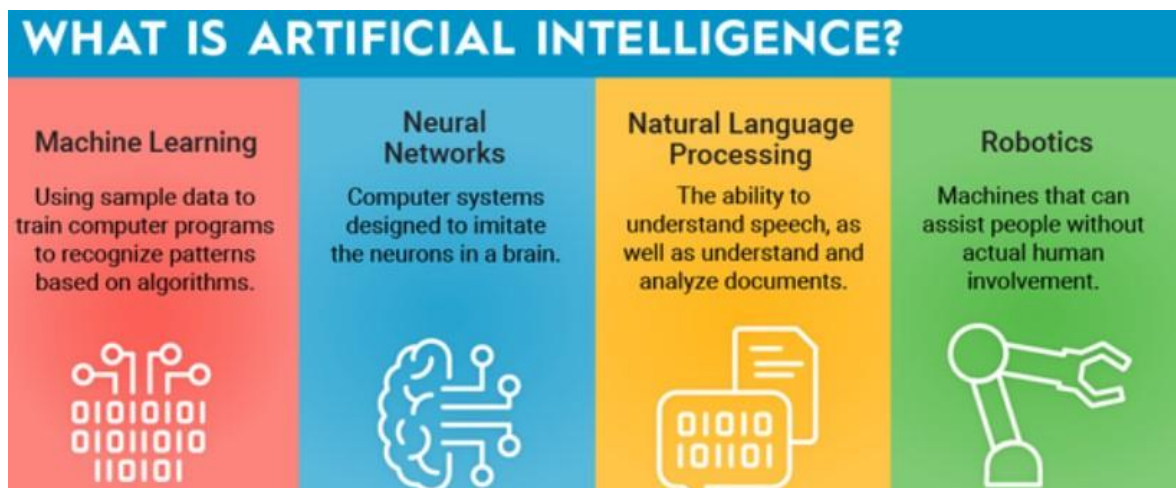 WHAT IS ARTIFICIAL INTELLIGENCE?
Machine Learning
Using sample data to
train computer programs
to recognize patterns
based on algorithms.
01010101
01011010
110101
Neural
Networks
Computer systems
designed to imitate
the neurons in a brain.
Natural Language
Processing
The ability to
understand speech, as
well as understand and
analyze documents.
01010
101101
Robotics
Machines that can
assist people without
actual human
involvement.